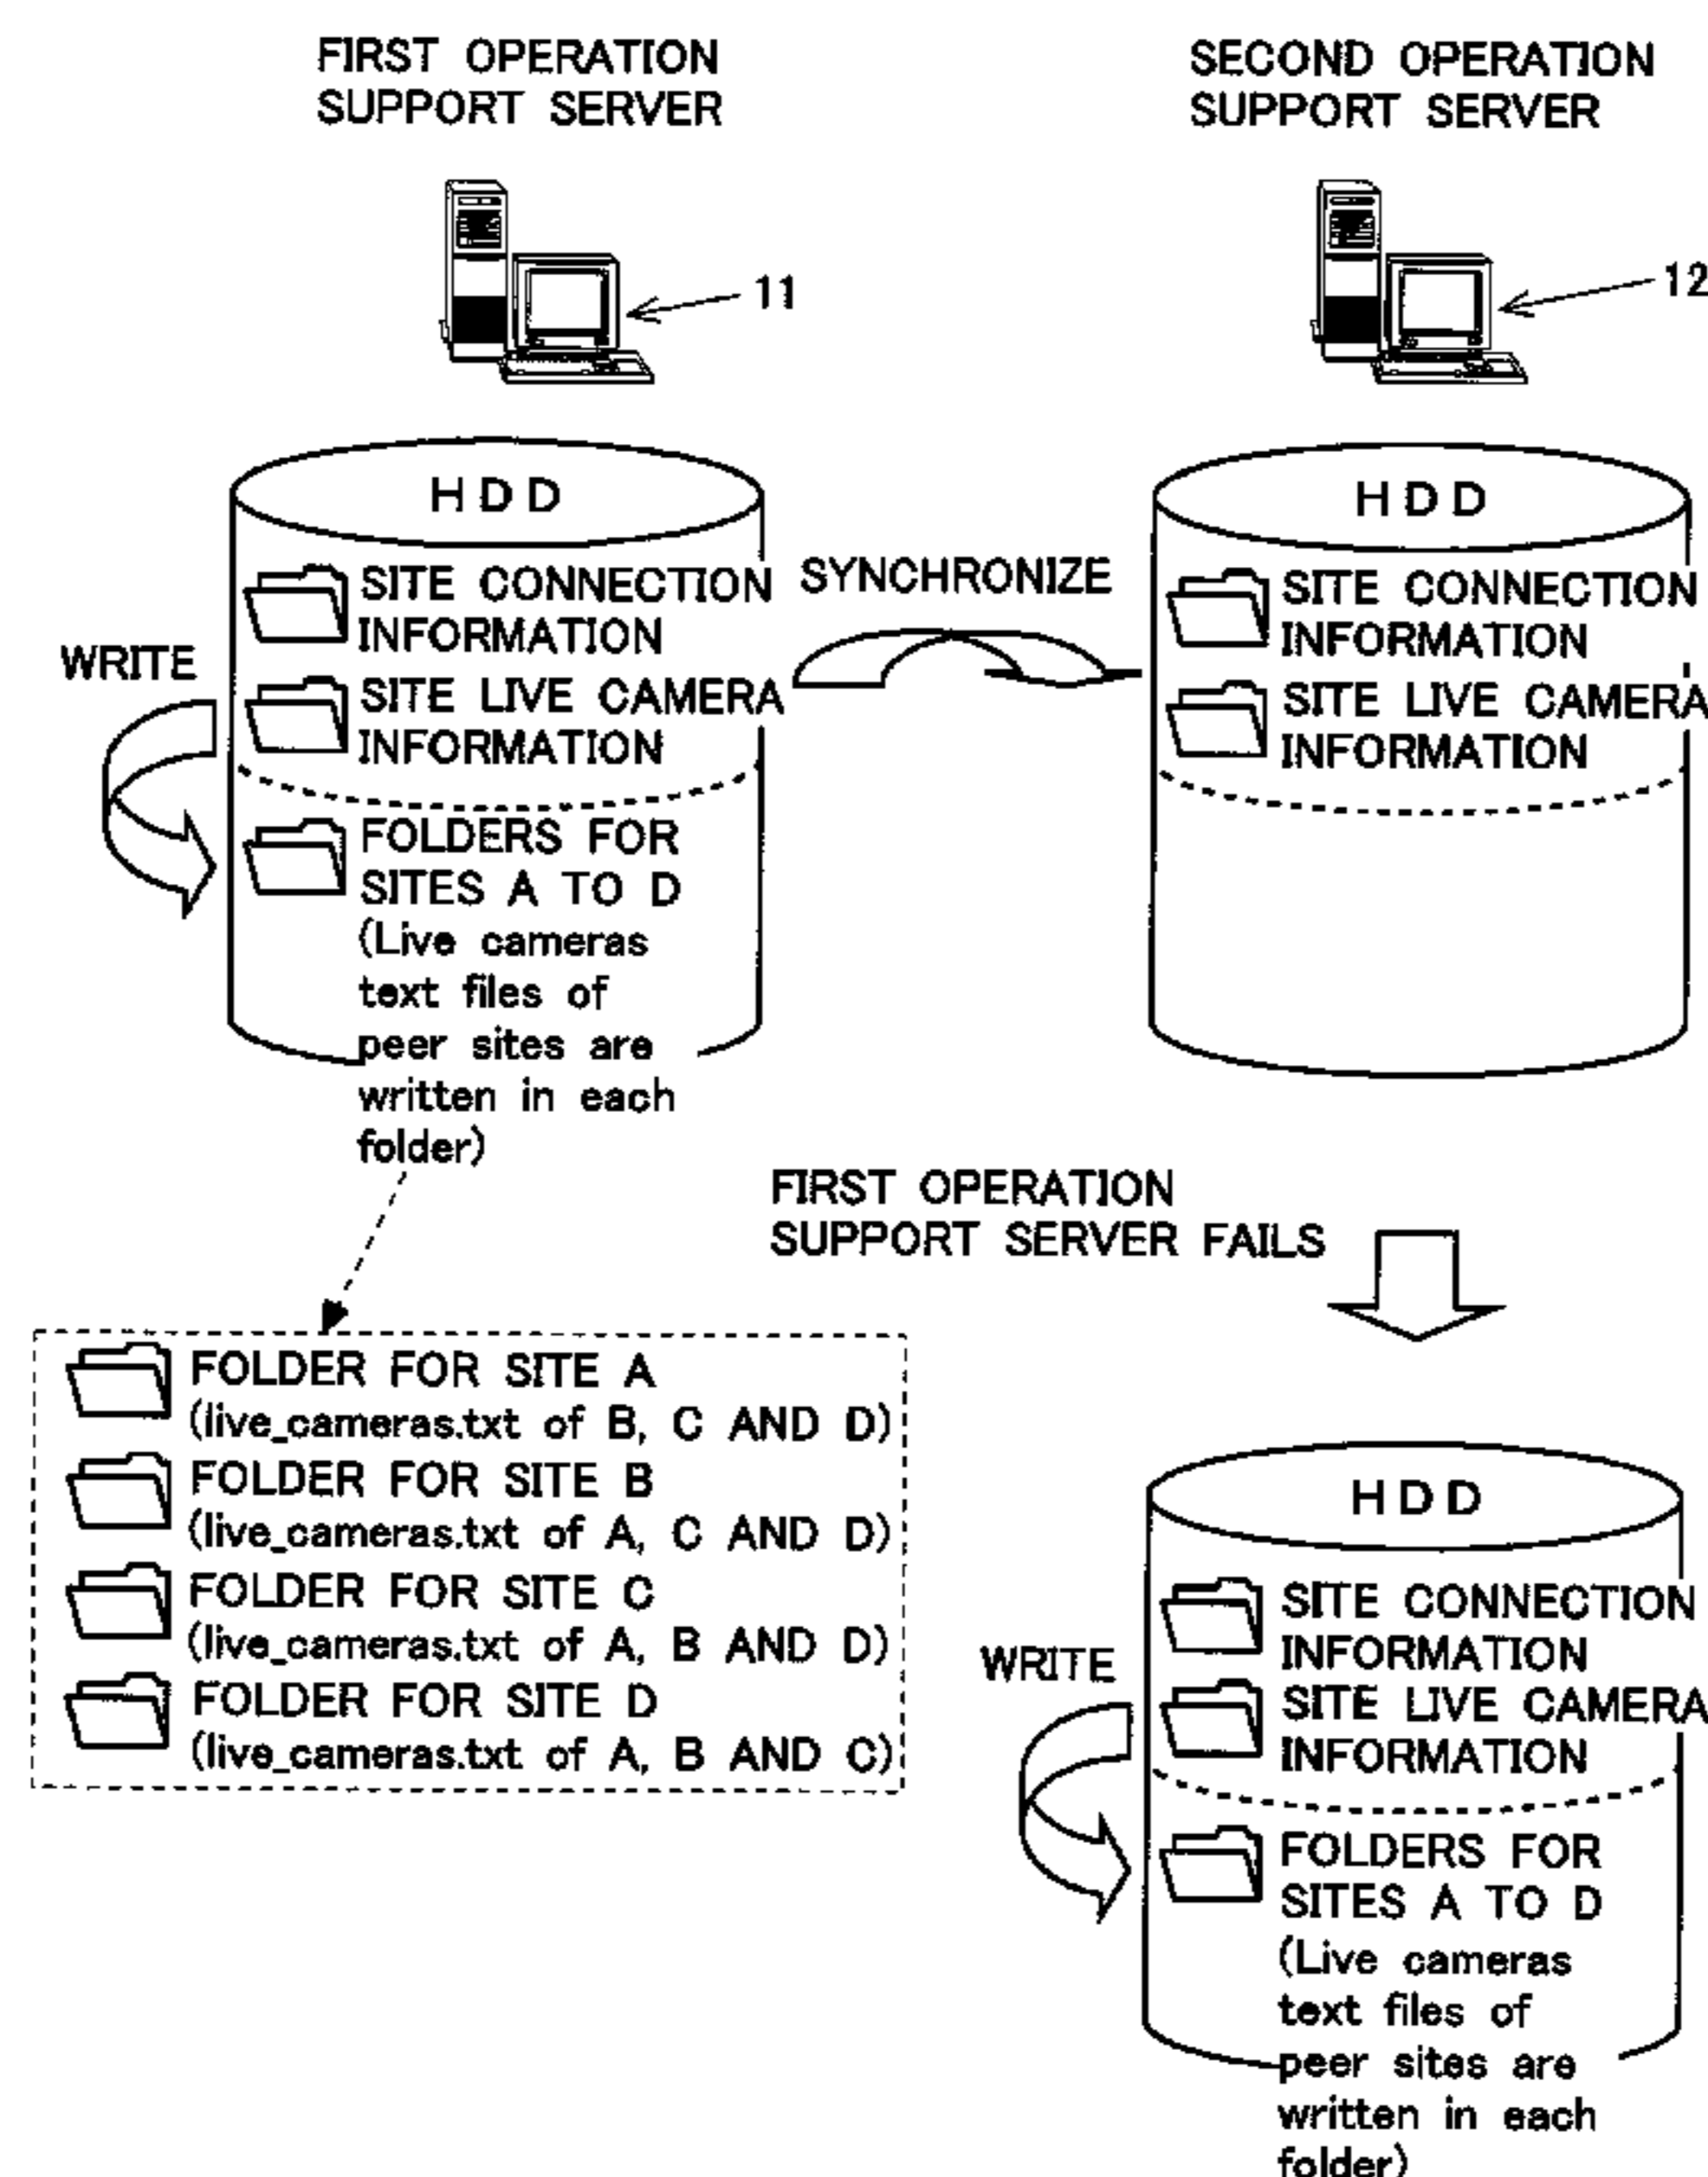 FIRST OPERATION
SUPPORT SERVER
SECOND OPERATION
SUPPORT SERVER
11
12
HDD
SITE CONNECTION
INFORMATION
SITE LIVE CAMERA
INFORMATION
WRITE
FOLDERS FOR
SITES A TO D
(Live cameras
text files of
peer sites are
written in each
folder)
SYNCHRONIZE
HDD
SITE CONNECTION
INFORMATION
SITE LIVE CAMERA
INFORMATION
FIRST OPERATION
SUPPORT SERVER FAILS
FOLDER FOR SITE A
(live_cameras.txt of B, C AND D)
FOLDER FOR SITE B
(live_cameras.txt of A, C AND D)
FOLDER FOR SITE C
(live_cameras.txt of A, B AND D)
FOLDER FOR SITE D
(live_cameras.txt of A, B AND C)
HDD
SITE CONNECTION
INFORMATION
SITE LIVE CAMERA
INFORMATION
WRITE
FOLDERS FOR
SITES A TO D
(Live cameras
text files of
peer sites are
written in each
folder)